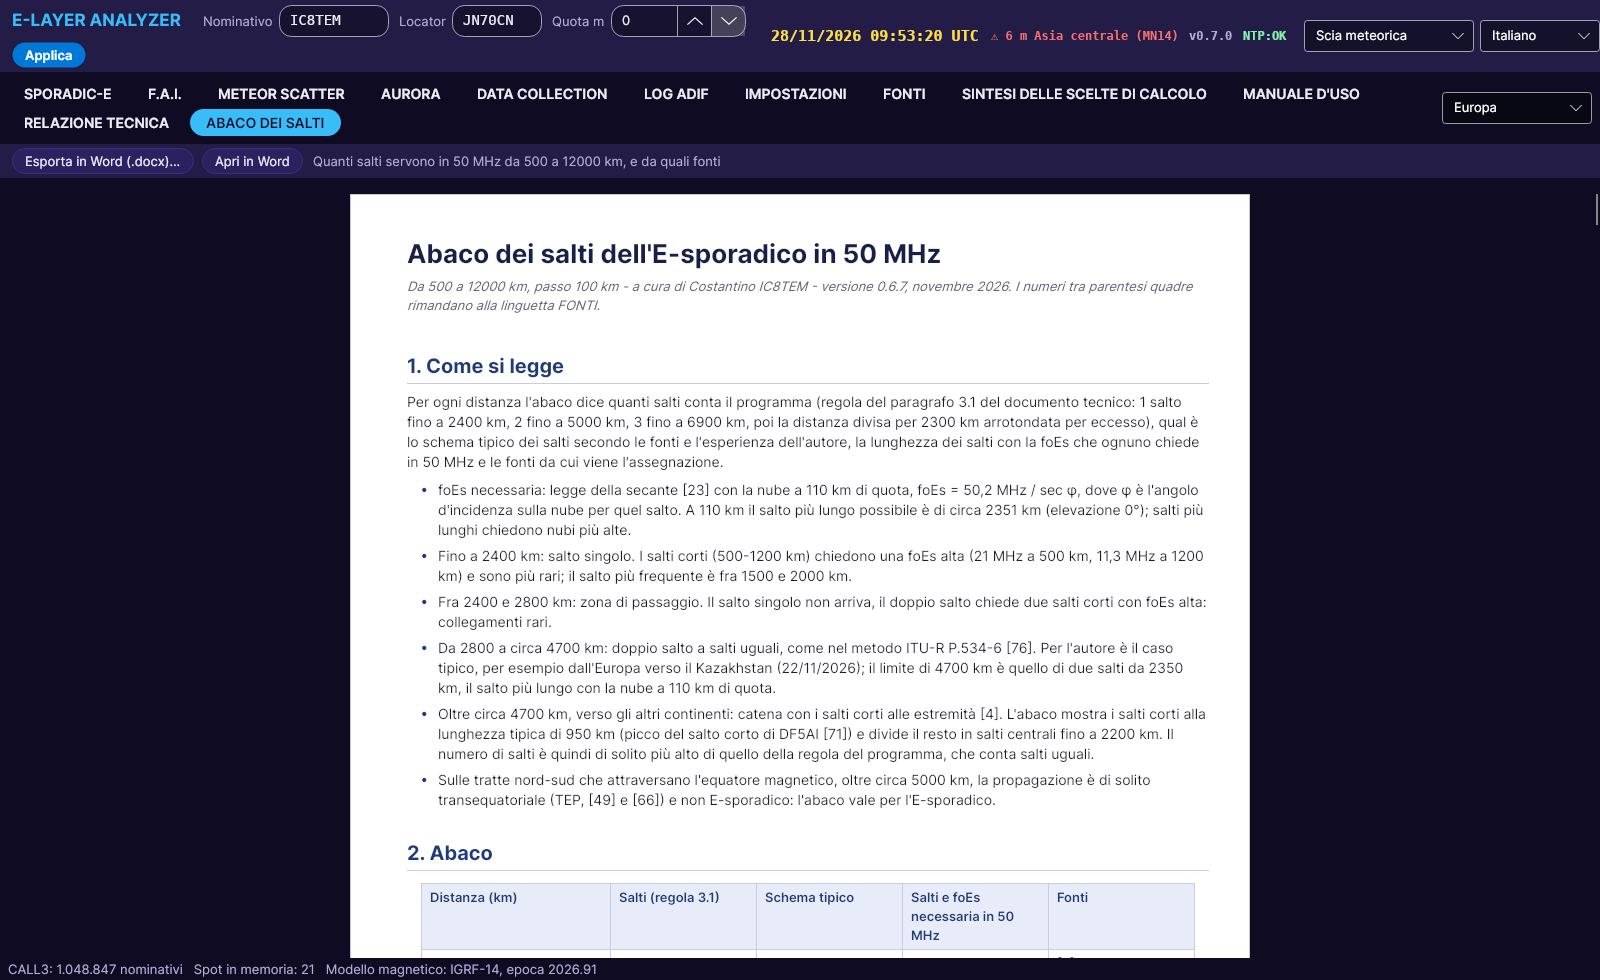 E-LAYER ANALYZER Nominativo IC8TEM Locator JN70CN Quota m 0 28/11/2026 09:53:20 UTC ⚠ 6 m Asia centrale (MN14) v0.7.0 NTP:OK Scia meteorica Italiano
Applica
SPORADIC-E F.A.I. METEOR SCATTER AURORA DATA COLLECTION LOG ADIF IMPOSTAZIONI FONTI SINTESI DELLE SCELTE DI CALCOLO MANUALE D'USO
RELAZIONE TECNICA ABACO DEI SALTI Europa
Esporta in Word (.docx)... Apri in Word Quanti salti servono in 50 MHz da 500 a 12000 km, e da quali fonti
Abaco dei salti dell'E-sporadico in 50 MHz
Da 500 a 12000 km, passo 100 km - a cura di Costantino IC8TEM - versione 0.6.7, novembre 2026. I numeri tra parentesi quadre
rimandano alla linguetta FONTI.
1. Come si legge
Per ogni distanza l'abaco dice quanti salti conta il programma (regola del paragrafo 3.1 del documento tecnico: 1 salto
fino a 2400 km, 2 fino a 5000 km, 3 fino a 6900 km, poi la distanza divisa per 2300 km arrotondata per eccesso), qual è
lo schema tipico dei salti secondo le fonti e l'esperienza dell'autore, la lunghezza dei salti con la foEs che ognuno chiede
in 50 MHz e le fonti da cui viene l'assegnazione.
• foEs necessaria: legge della secante [23] con la nube a 110 km di quota, foEs = 50,2 MHz / sec φ, dove φ è l'angolo
d'incidenza sulla nube per quel salto. A 110 km il salto più lungo possibile è di circa 2351 km (elevazione 0°); salti più
lunghi chiedono nubi più alte.
• Fino a 2400 km: salto singolo. I salti corti (500-1200 km) chiedono una foEs alta (21 MHz a 500 km, 11,3 MHz a 1200
km) e sono più rari; il salto più frequente è fra 1500 e 2000 km.
• Fra 2400 e 2800 km: zona di passaggio. Il salto singolo non arriva, il doppio salto chiede due salti corti con foEs alta:
collegamenti rari.
• Da 2800 a circa 4700 km: doppio salto a salti uguali, come nel metodo ITU-R P.534-6 [76]. Per l'autore è il caso
tipico, per esempio dall'Europa verso il Kazakhstan (22/11/2026); il limite di 4700 km è quello di due salti da 2350
km, il salto più lungo con la nube a 110 km di quota.
• Oltre circa 4700 km, verso gli altri continenti: catena con i salti corti alle estremità [4]. L'abaco mostra i salti corti alla
lunghezza tipica di 950 km (picco del salto corto di DF5AI [71]) e divide il resto in salti centrali fino a 2200 km. Il
numero di salti è quindi di solito più alto di quello della regola del programma, che conta salti uguali.
• Sulle tratte nord-sud che attraversano l'equatore magnetico, oltre circa 5000 km, la propagazione è di solito
transequatoriale (TEP, [49] e [66]) e non E-sporadico: l'abaco vale per l'E-sporadico.
2. Abaco
Distanza (km) Salti (regola 3.1) Schema tipico Salti e foEs Fonti
necessaria in 50
MHz
CALL3: 1.048.847 nominativi Spot in memoria: 21 Modello magnetico: IGRF-14, epoca 2026.91